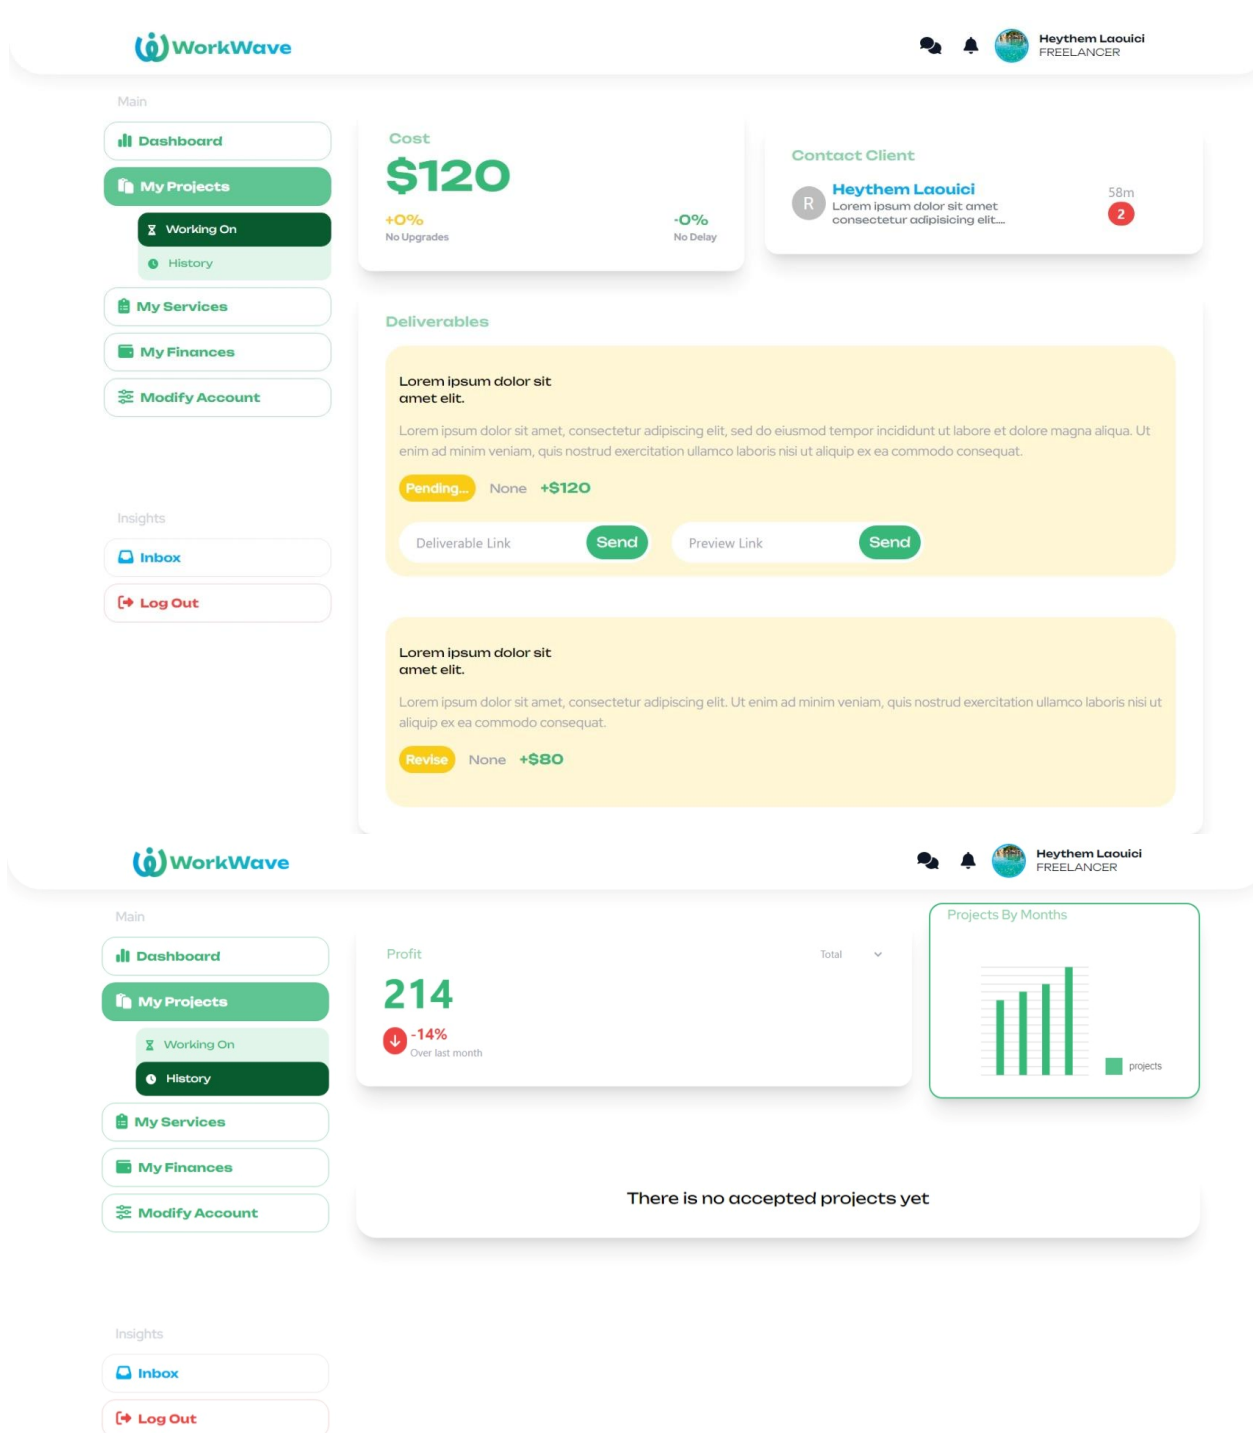 WorkWave
Heythem Laouici
FREELANCER
Main
Dashboard
My Projects
Working On
History
My Services
My Finances
Modify Account
Insights
Inbox
Log Out
Cost
$120
+0%
No Upgrades
-0%
No Delay
Contact Client
R
Heythem Laouici
Lorem ipsum dolor sit amet
consectetur adipisicing elit....
58m
2
Deliverables
Lorem ipsum dolor sit
amet elit.
Lorem ipsum dolor sit amet, consectetur adipiscing elit, sed do eiusmod tempor incididunt ut labore et dolore magna aliqua. Ut
enim ad minim veniam, quis nostrud exercitation ullamco laboris nisi ut aliquip ex ea commodo consequat.
Pending... None +$120
Deliverable Link Send Preview Link Send
Lorem ipsum dolor sit
amet elit.
Lorem ipsum dolor sit amet, consectetur adipiscing elit. Ut enim ad minim veniam, quis nostrud exercitation ullamco laboris nisi ut
aliquip ex ea commodo consequat.
Revise None +$80
WorkWave
Heythem Laouici
FREELANCER
Main
Dashboard
My Projects
Working On
History
My Services
My Finances
Modify Account
Insights
Inbox
Log Out
Profit
Total
214
-14%
Over last month
Projects By Months
projects
There is no accepted projects yet